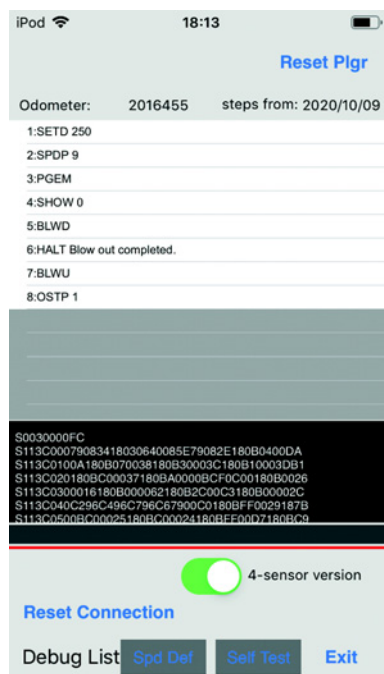 iPod 18:13
Reset Plgr
Odometer: 2016455 steps from: 2020/10/09
1:SETD 250
2:SPDP 9
3:PGEM
4:SHOW 0
5:BLWD
6:HALT Blow out completed.
7:BLWU
8:OSTP 1
S0030000FC
S113C00079083418030640085E79082E180B0400DA
S113C0100A180B070038180B30003C180B10003DB1
S113C020180BC00037180BA0000BCF0C00180B0026
S113C0300016180B000062180B2C00C3180B00002C
S113C040C296C496C796C67900C0180BFF0029187B
S113C0500BC00025180BC00024180BFF00D7180BC9
4-sensor version
Reset Connection
Debug List Spd Def Self Test Exit